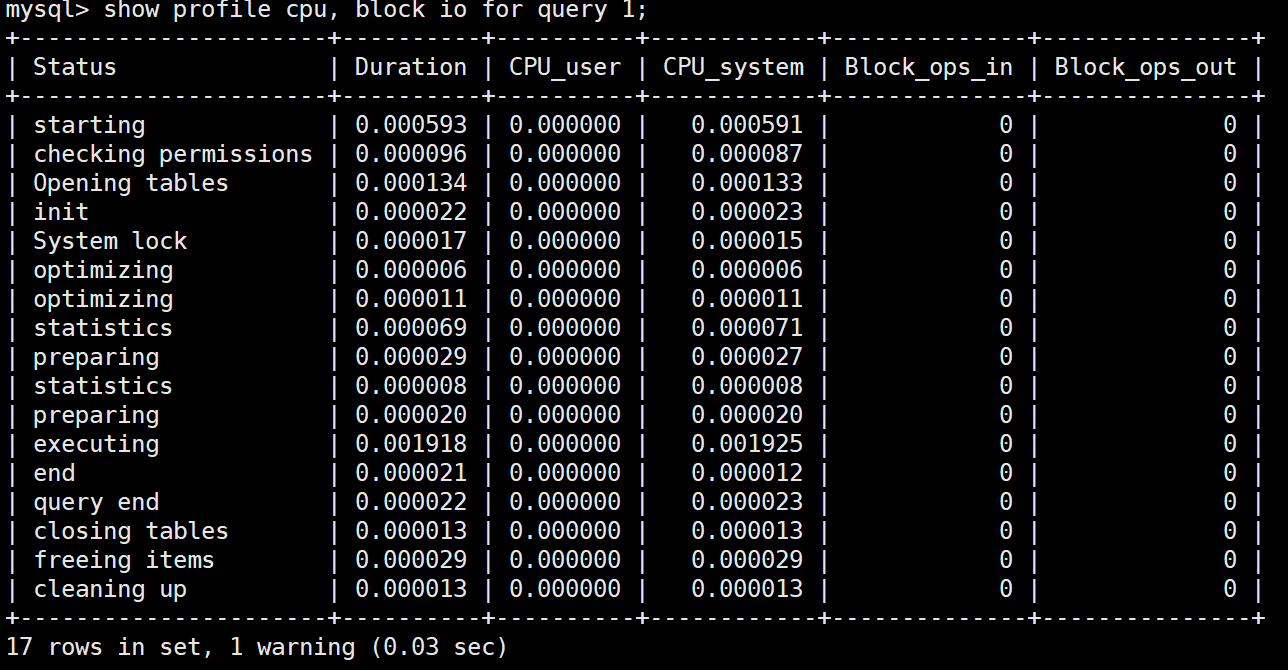 mysql> show profile cpu, block io for query 1;
+----------------------+----------+----------+------------+--------------+---------------+
| Status               | Duration | CPU_user | CPU_system | Block_ops_in | Block_ops_out |
+----------------------+----------+----------+------------+--------------+---------------+
| starting             | 0.000593 | 0.000000 |   0.000591 |            0 |             0 |
| checking permissions | 0.000096 | 0.000000 |   0.000087 |            0 |             0 |
| Opening tables       | 0.000134 | 0.000000 |   0.000133 |            0 |             0 |
| init                 | 0.000022 | 0.000000 |   0.000023 |            0 |             0 |
| System lock          | 0.000017 | 0.000000 |   0.000015 |            0 |             0 |
| optimizing           | 0.000006 | 0.000000 |   0.000006 |            0 |             0 |
| optimizing           | 0.000011 | 0.000000 |   0.000011 |            0 |             0 |
| statistics           | 0.000069 | 0.000000 |   0.000071 |            0 |             0 |
| preparing            | 0.000029 | 0.000000 |   0.000027 |            0 |             0 |
| statistics           | 0.000008 | 0.000000 |   0.000008 |            0 |             0 |
| preparing            | 0.000020 | 0.000000 |   0.000020 |            0 |             0 |
| executing            | 0.001918 | 0.000000 |   0.001925 |            0 |             0 |
| end                  | 0.000021 | 0.000000 |   0.000012 |            0 |             0 |
| query end            | 0.000022 | 0.000000 |   0.000023 |            0 |             0 |
| closing tables       | 0.000013 | 0.000000 |   0.000013 |            0 |             0 |
| freeing items        | 0.000029 | 0.000000 |   0.000029 |            0 |             0 |
| cleaning up          | 0.000013 | 0.000000 |   0.000013 |            0 |             0 |
+----------------------+----------+----------+------------+--------------+---------------+
17 rows in set, 1 warning (0.03 sec)